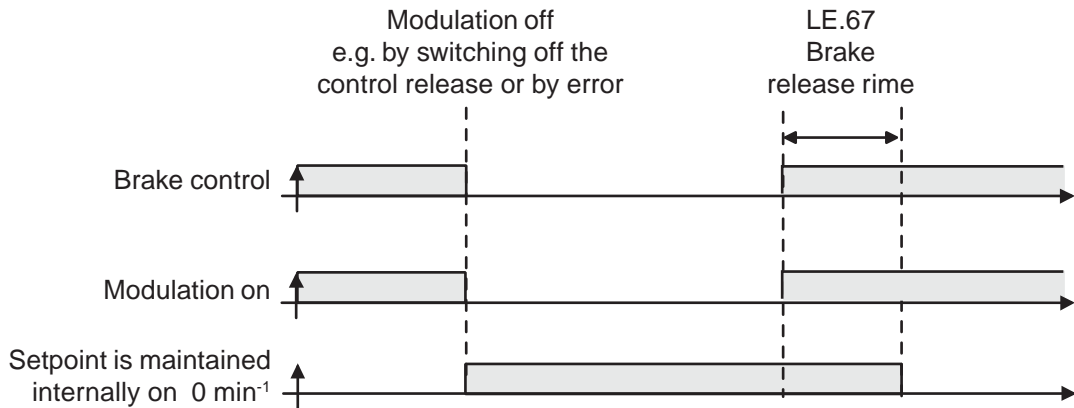 Modulation off
e.g. by switching off the
control release or by error
LE.67
Brake
release rime
Brake control
Modulation on
Setpoint is maintained
internally on 0 min-1